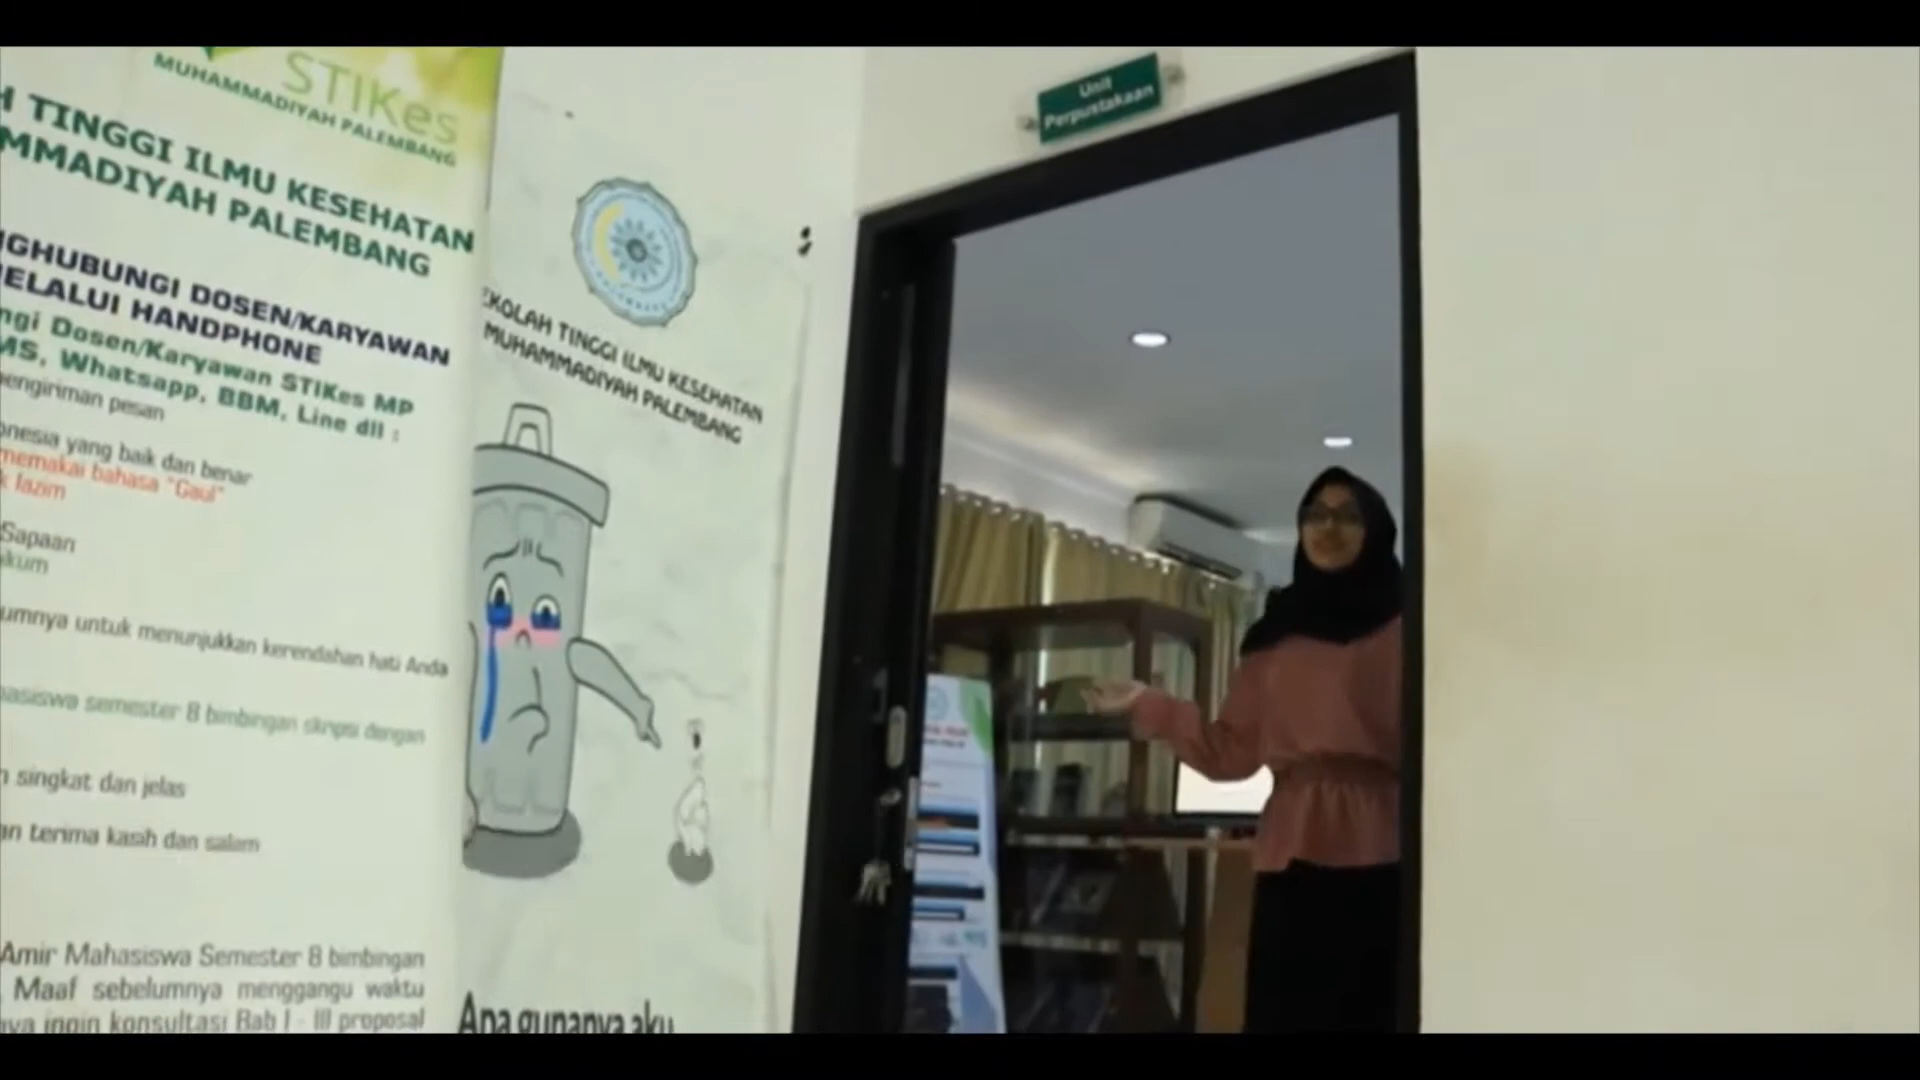 STIKes
MUHAMMADIYAH PALEMBANG
H TINGGI ILMU KESEHATAN
MMADIYAH PALEMBANG
NGHUBUNGI DOSEN/KARYAWAN
MELALUI HANDPHONE
ngi Dosen/Karyawan STIKes MP
MS, Whatsapp, BBM, Line dll :
pengiriman pesan
onesia yang baik dan benar
memakai bahasa "Gaul"
k lazim
Sapaan
ikum
umnya untuk menunjukkan kerendahan hati Anda
hasiswa semester 8 bimbingan skripsi dengan
n singkat dan jelas
an terima kasih dan salam
Amir Mahasiswa Semester 8 bimbingan
Maaf sebelumnya menggangu waktu
aya ingin konsultasi Bab I - III proposal
EKOLAH TINGGI ILMU KESEHATAN
MUHAMMADIYAH PALEMBANG
Apa gunanya aku
Unit
Perpustakaan